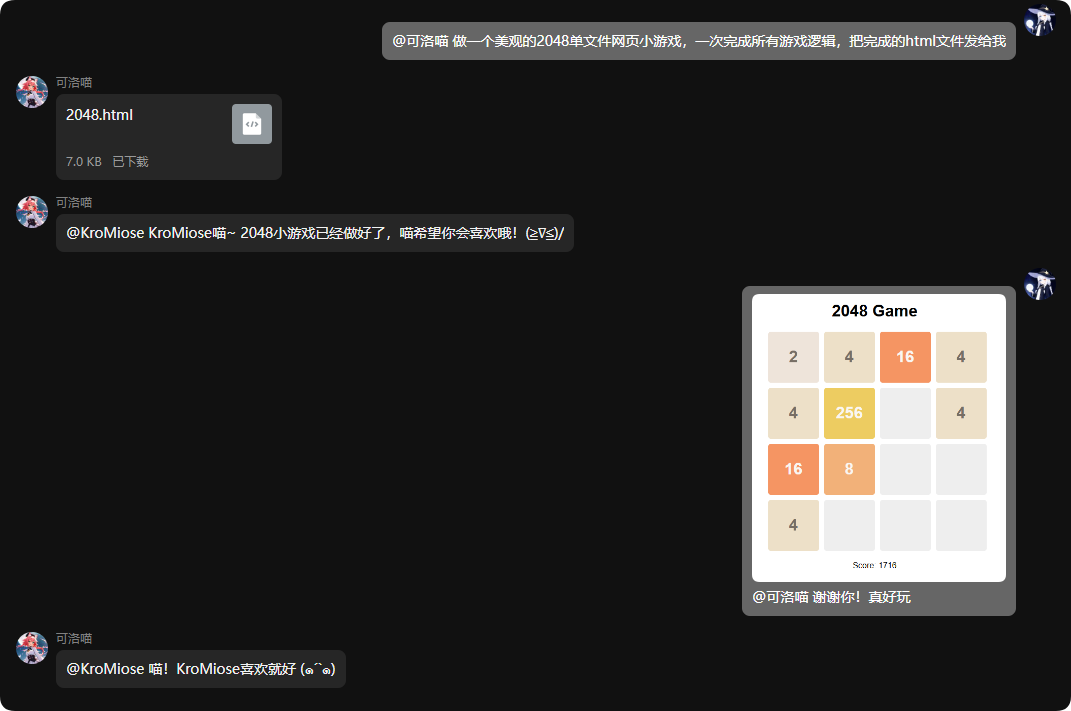 @可洛喵 做一个美观的2048单文件网页小游戏，一次完成所有游戏逻辑，把完成的html文件发给我
可洛喵
2048.html
7.0 KB 已下载
可洛喵
@KroMiose KroMiose喵~ 2048小游戏已经做好了，喵希望你会喜欢哦！(≥∇≤)/
2048 Game
2 4 16 4
4 256 4
16 8
4
Score 1716
@可洛喵 谢谢你！真好玩
可洛喵
@KroMiose 喵！KroMiose喜欢就好 (๑˃̵ᴗ˂̵๑)